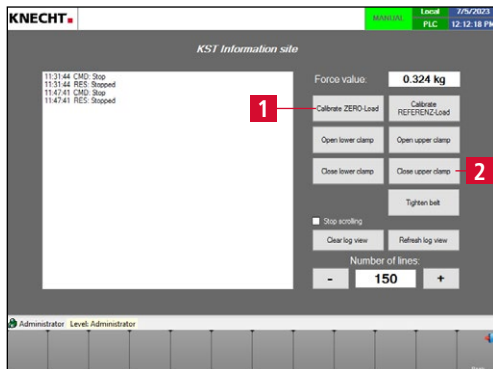 KNECHT
MANUAL
Local
PLC
7/5/2023
12:12:18 PM
KST Information site
11:31:44 CMD: Stop
11:31:44 RES: Stopped
11:47:41 CMD: Stop
11:47:41 RES: Stopped
Force value:
0.324 kg
1
Calibrate ZERO-Load
Calibrate
REFERENZ-Load
Open lower clamp
Open upper clamp
Close lower clamp
Close upper clamp
2
Tighten belt
Stop scrolling
Clear log view
Refresh log view
Number of lines:
-
150
+
Administrator
Level: Administrator